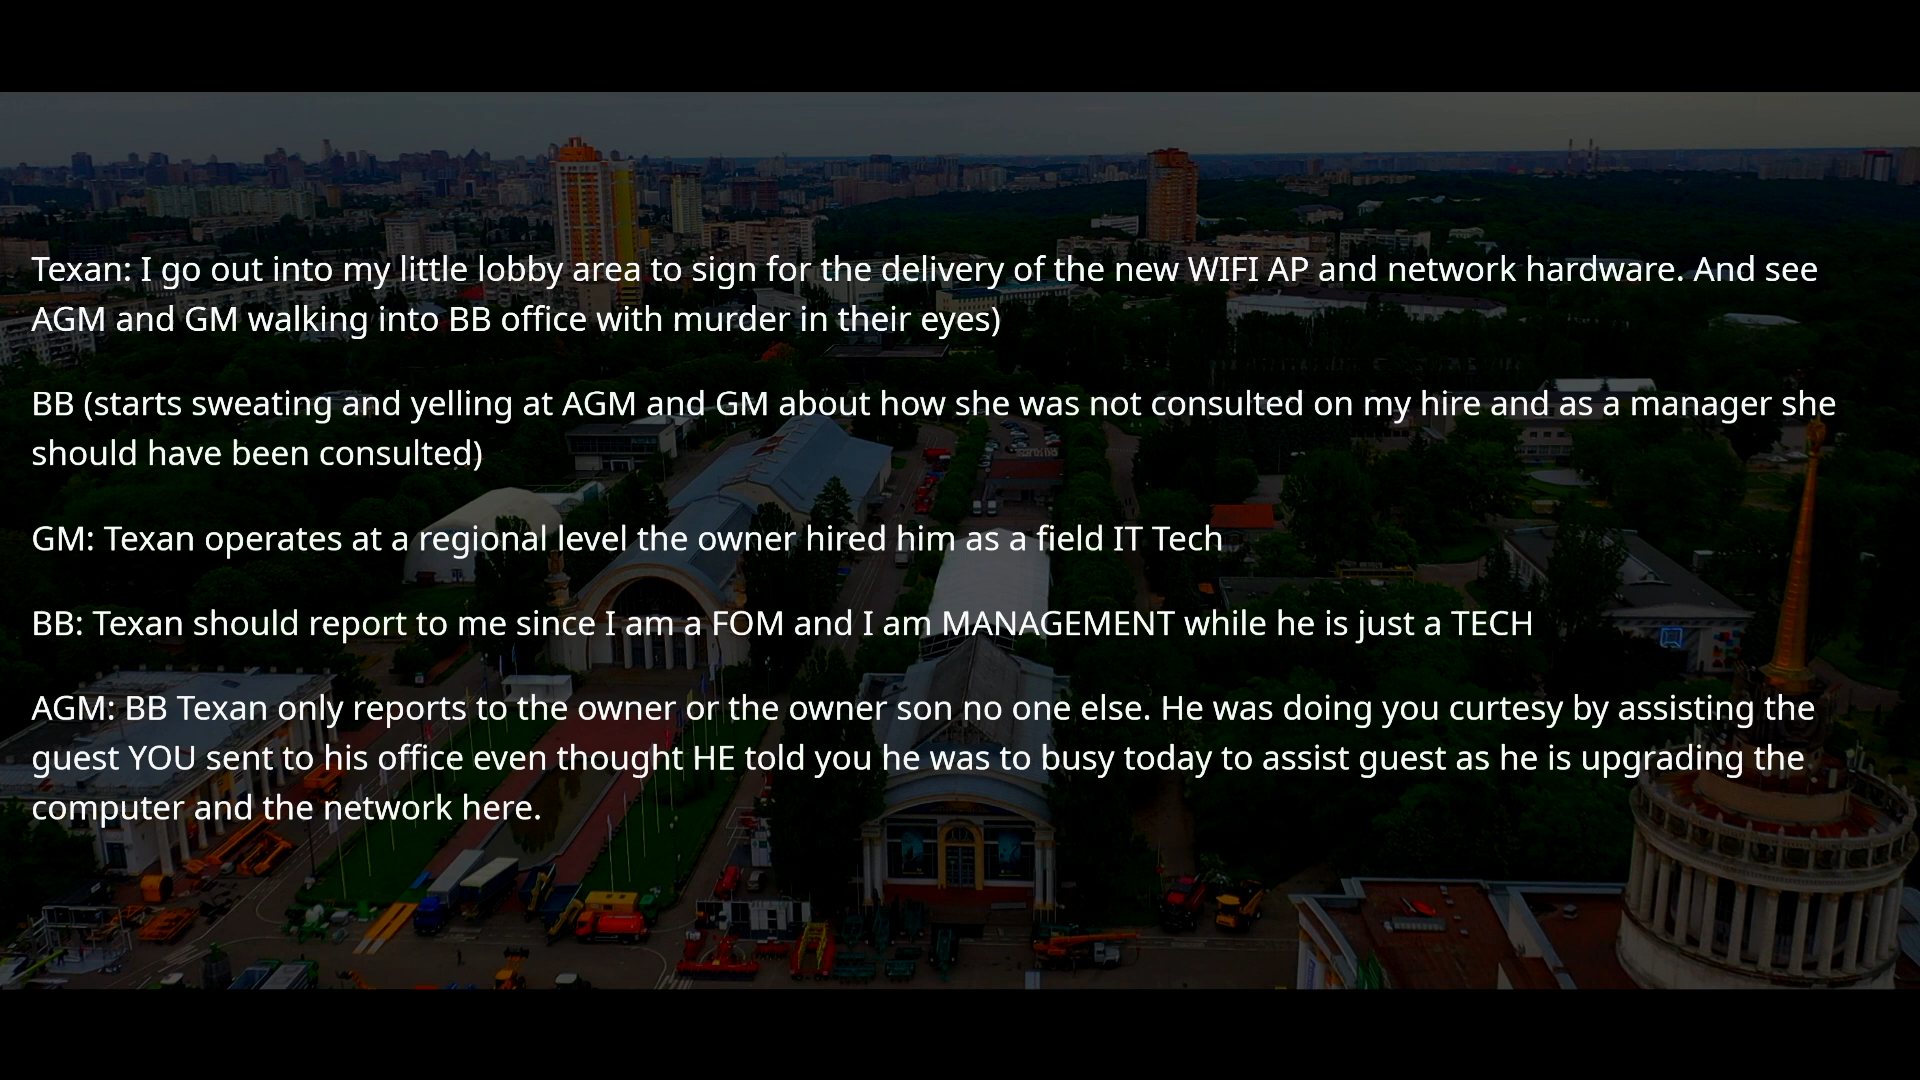 Texan: I go out into my little lobby area to sign for the delivery of the new WIFI AP and network hardware. And see
AGM and GM walking into BB office with murder in their eyes)
BB (starts sweating and yelling at AGM and GM about how she was not consulted on my hire and as a manager she
should have been consulted)
GM: Texan operates at a regional level the owner hired him as a field IT Tech
BB: Texan should report to me since I am a FOM and I am MANAGEMENT while he is just a TECH
AGM: BB Texan only reports to the owner or the owner son no one else. He was doing you curtesy by assisting the
guest YOU sent to his office even thought HE told you he was to busy today to assist guest as he is upgrading the
computer and the network here.